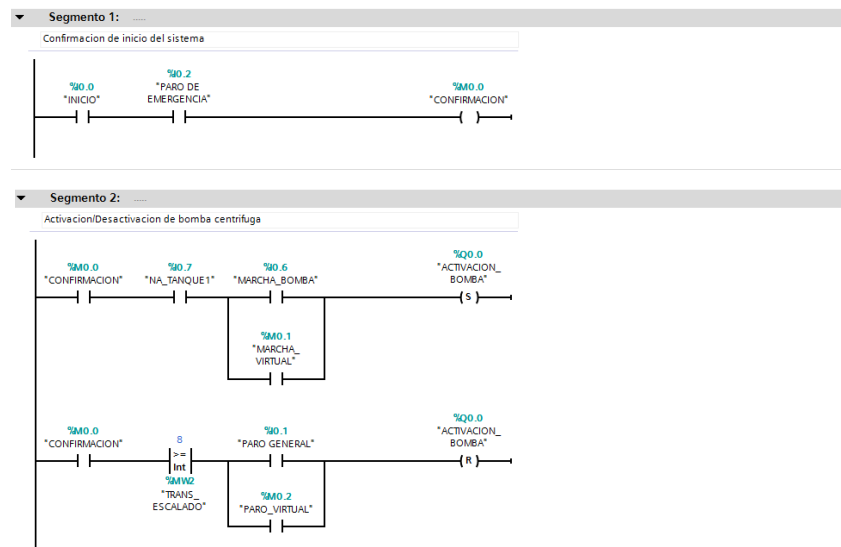 Segmento 1: .....
Confirmacion de inicio del sistema
%I0.0
"INICIO"
%I0.2
"PARO DE
EMERGENCIA"
%M0.0
"CONFIRMACION"
Segmento 2: .....
Activacion/Desactivacion de bomba centrifuga
%M0.0
"CONFIRMACION"
%I0.7
"NA_TANQUE1"
%I0.6
"MARCHA_BOMBA"
%Q0.0
"ACTIVACION_
BOMBA"
S
%M0.1
"MARCHA_
VIRTUAL"
%M0.0
"CONFIRMACION"
8
>=
Int
%MW2
"TRANS_
ESCALADO"
%I0.1
"PARO GENERAL"
%Q0.0
"ACTIVACION_
BOMBA"
R
%M0.2
"PARO_VIRTUAL"